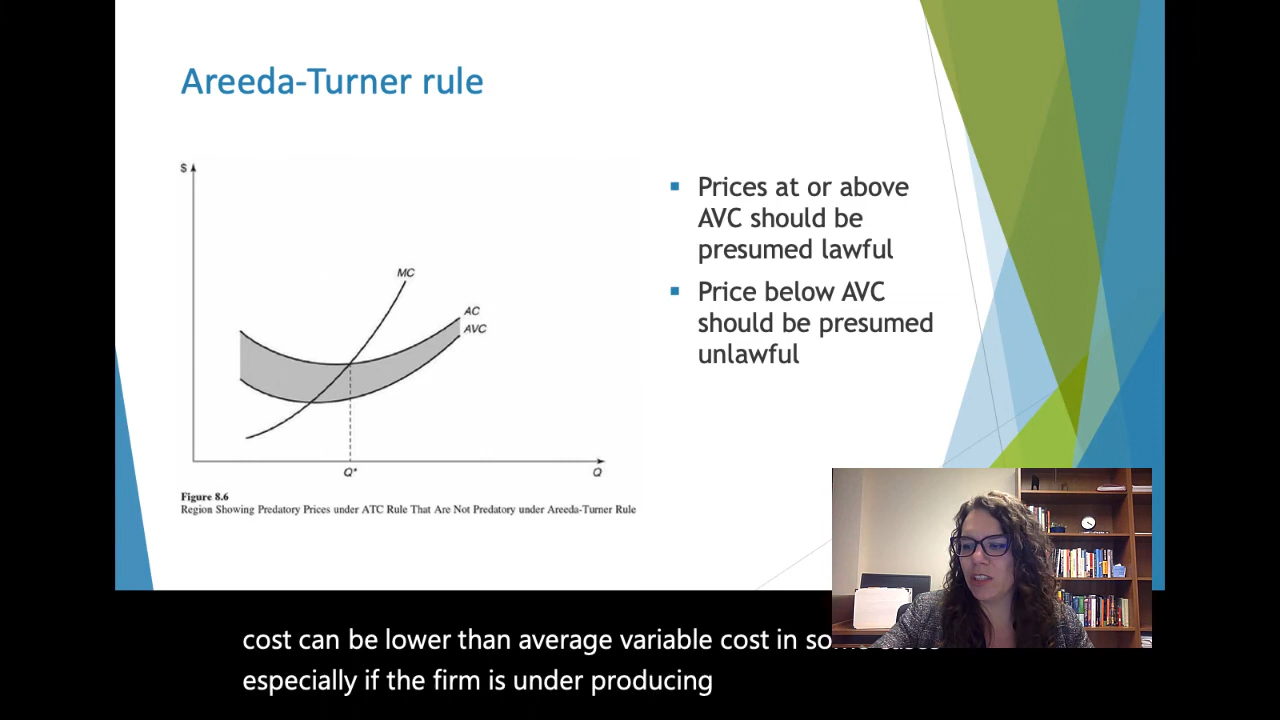 Areeda-Turner rule
$
MC
AC
AVC
Q*
Q
Figure 8.6
Region Showing Predatory Prices under ATC Rule That Are Not Predatory under Areeda-Turner Rule
▪ Prices at or above
AVC should be
presumed lawful
▪ Price below AVC
should be presumed
unlawful
cost can be lower than average variable cost in
especially if the firm is under producing